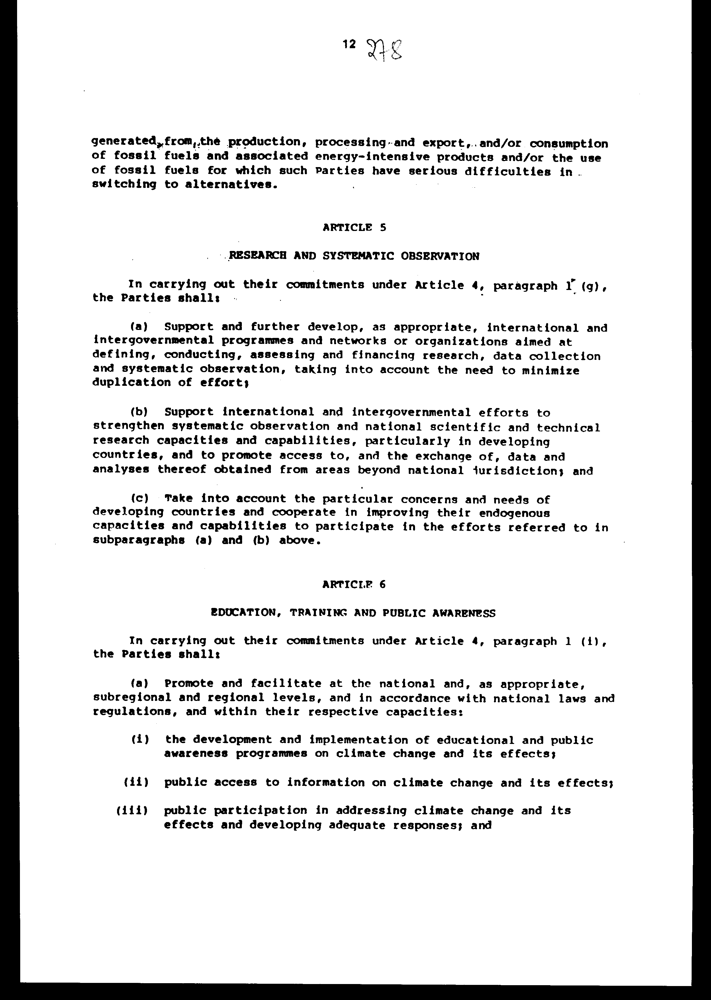 12 278
generated from the production, processing and export, and/or consumption
of fossil fuels and associated energy-intensive products and/or the use
of fossil fuels for which such Parties have serious difficulties in
switching to alternatives.
ARTICLE 5
RESEARCH AND SYSTEMATIC OBSERVATION
In carrying out their commitments under Article 4, paragraph 1 (g),
the Parties shall:
(a) Support and further develop, as appropriate, international and
intergovernmental programmes and networks or organizations aimed at
defining, conducting, assessing and financing research, data collection
and systematic observation, taking into account the need to minimize
duplication of effort;
(b) Support international and intergovernmental efforts to
strengthen systematic observation and national scientific and technical
research capacities and capabilities, particularly in developing
countries, and to promote access to, and the exchange of, data and
analyses thereof obtained from areas beyond national jurisdiction; and
(c) Take into account the particular concerns and needs of
developing countries and cooperate in improving their endogenous
capacities and capabilities to participate in the efforts referred to in
subparagraphs (a) and (b) above.
ARTICLE 6
EDUCATION, TRAINING AND PUBLIC AWARENESS
In carrying out their commitments under Article 4, paragraph 1 (i),
the Parties shall:
(a) Promote and facilitate at the national and, as appropriate,
subregional and regional levels, and in accordance with national laws and
regulations, and within their respective capacities:
(i) the development and implementation of educational and public
awareness programmes on climate change and its effects;
(ii) public access to information on climate change and its effects;
(iii) public participation in addressing climate change and its
effects and developing adequate responses; and